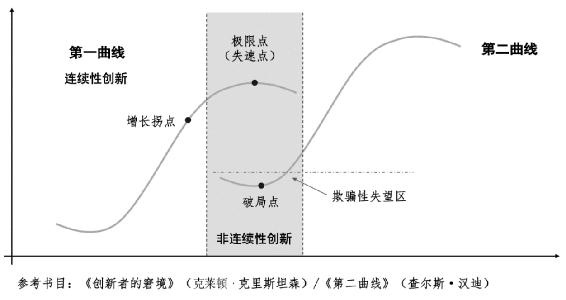 第一曲线
连续性创新
极限点
（失速点）
第二曲线
增长拐点
破局点
欺骗性失望区
非连续性创新
参考书目：《创新者的窘境》（克莱顿·克里斯坦森）/《第二曲线》（查尔斯·汉迪）